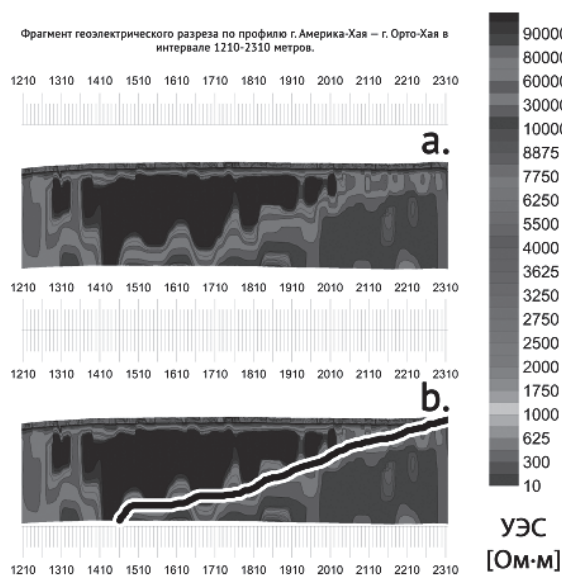 Фрагмент геоэлектрического разреза по профилю г. Америка-Хая — г. Орто-Хая в
интервале 1210-2310 метров.
1210 1310 1410 1510 1610 1710 1810 1910 2010 2110 2210 2310
a.
1210 1310 1410 1510 1610 1710 1810 1910 2010 2110 2210 2310
1210 1310 1410 1510 1610 1710 1810 1910 2010 2110 2210 2310
b.
1210 1310 1410 1510 1610 1710 1810 1910 2010 2110 2210 2310
90000
80000
60000
30000
10000
8875
7750
6250
5500
4000
3625
3250
2750
2500
2000
1750
1000
625
300
10
УЭС
[Ом·м]